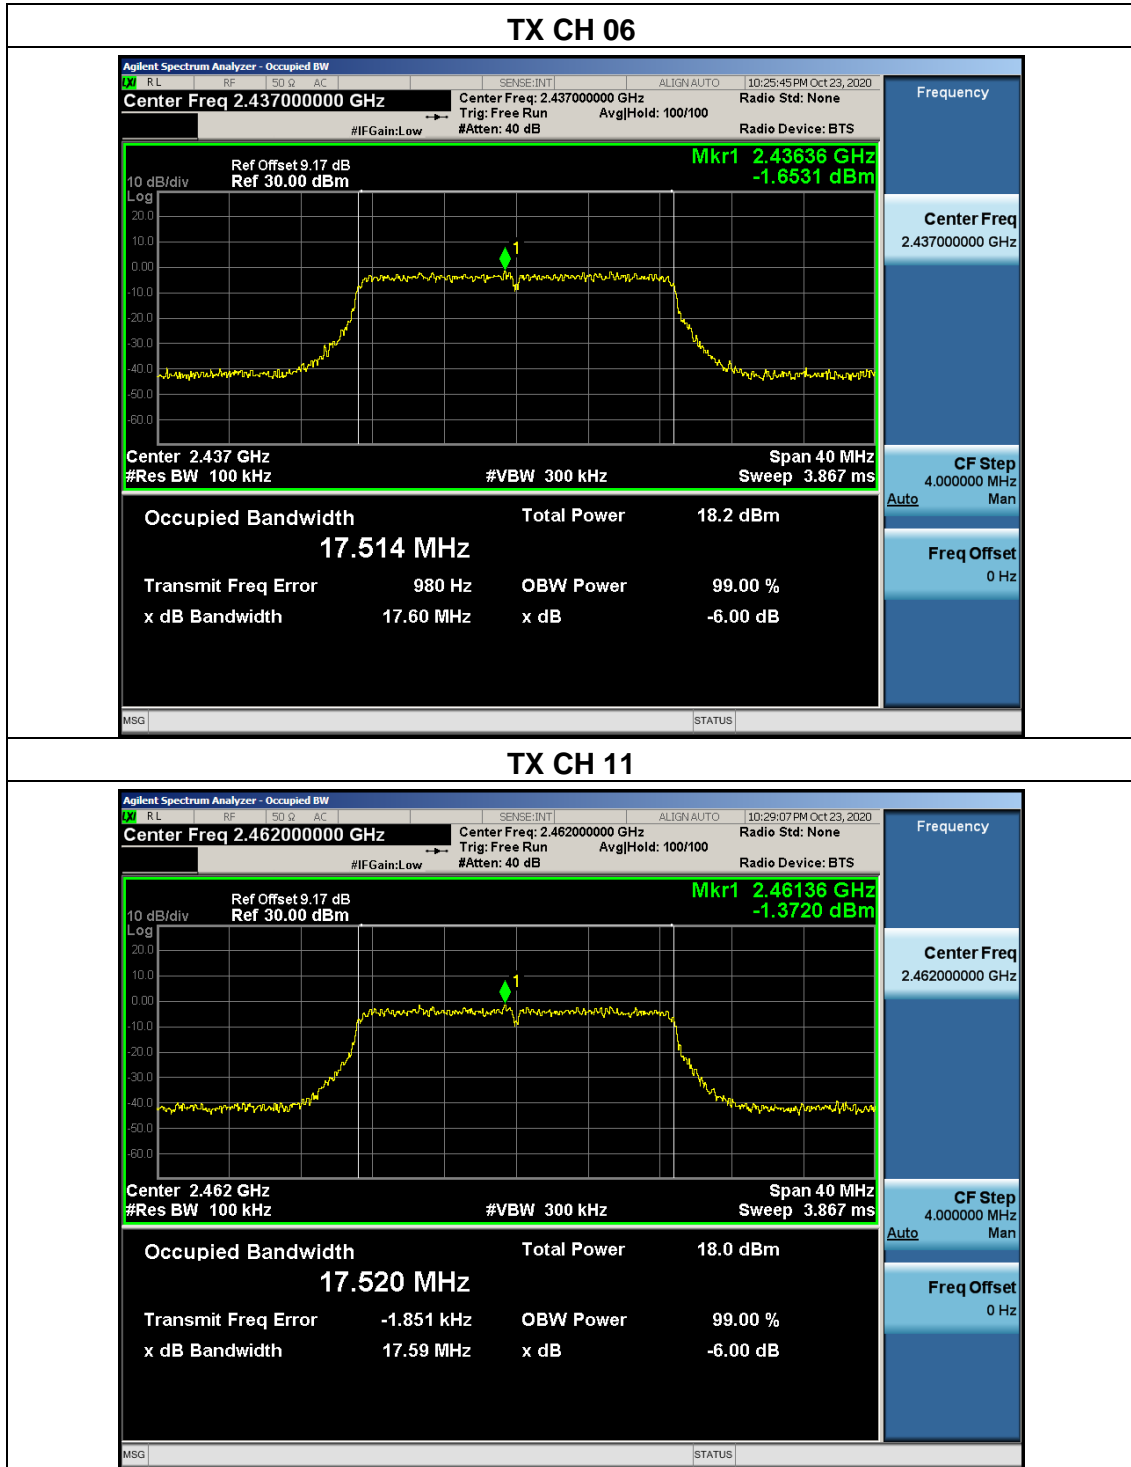 TX CH 06
Agilent Spectrum Analyzer - Occupied BW
LXI RL RF 50 Ω AC SENSE:INT ALIGN AUTO 10:25:45 PM Oct 23, 2020
Center Freq 2.437000000 GHz
Center Freq: 2.437000000 GHz Radio Std: None
Trig: Free Run Avg|Hold: 100/100
#IFGain:Low #Atten: 40 dB Radio Device: BTS
Frequency
Mkr1 2.43636 GHz
-1.6531 dBm
Ref Offset 9.17 dB
10 dB/div Ref 30.00 dBm
Log
20.0
10.0
0.00
-10.0
-20.0
-30.0
-40.0
-50.0
-60.0
1
Center 2.437 GHz Span 40 MHz
#Res BW 100 kHz #VBW 300 kHz Sweep 3.867 ms
Center Freq
2.437000000 GHz
CF Step
4.000000 MHz
Auto Man
Freq Offset
0 Hz
Occupied Bandwidth Total Power 18.2 dBm
17.514 MHz
Transmit Freq Error 980 Hz OBW Power 99.00 %
x dB Bandwidth 17.60 MHz x dB -6.00 dB
MSG STATUS
TX CH 11
Agilent Spectrum Analyzer - Occupied BW
LXI RL RF 50 Ω AC SENSE:INT ALIGN AUTO 10:29:07 PM Oct 23, 2020
Center Freq 2.462000000 GHz
Center Freq: 2.462000000 GHz Radio Std: None
Trig: Free Run Avg|Hold: 100/100
#IFGain:Low #Atten: 40 dB Radio Device: BTS
Frequency
Mkr1 2.46136 GHz
-1.3720 dBm
Ref Offset 9.17 dB
10 dB/div Ref 30.00 dBm
Log
20.0
10.0
0.00
-10.0
-20.0
-30.0
-40.0
-50.0
-60.0
1
Center 2.462 GHz Span 40 MHz
#Res BW 100 kHz #VBW 300 kHz Sweep 3.867 ms
Center Freq
2.462000000 GHz
CF Step
4.000000 MHz
Auto Man
Freq Offset
0 Hz
Occupied Bandwidth Total Power 18.0 dBm
17.520 MHz
Transmit Freq Error -1.851 kHz OBW Power 99.00 %
x dB Bandwidth 17.59 MHz x dB -6.00 dB
MSG STATUS